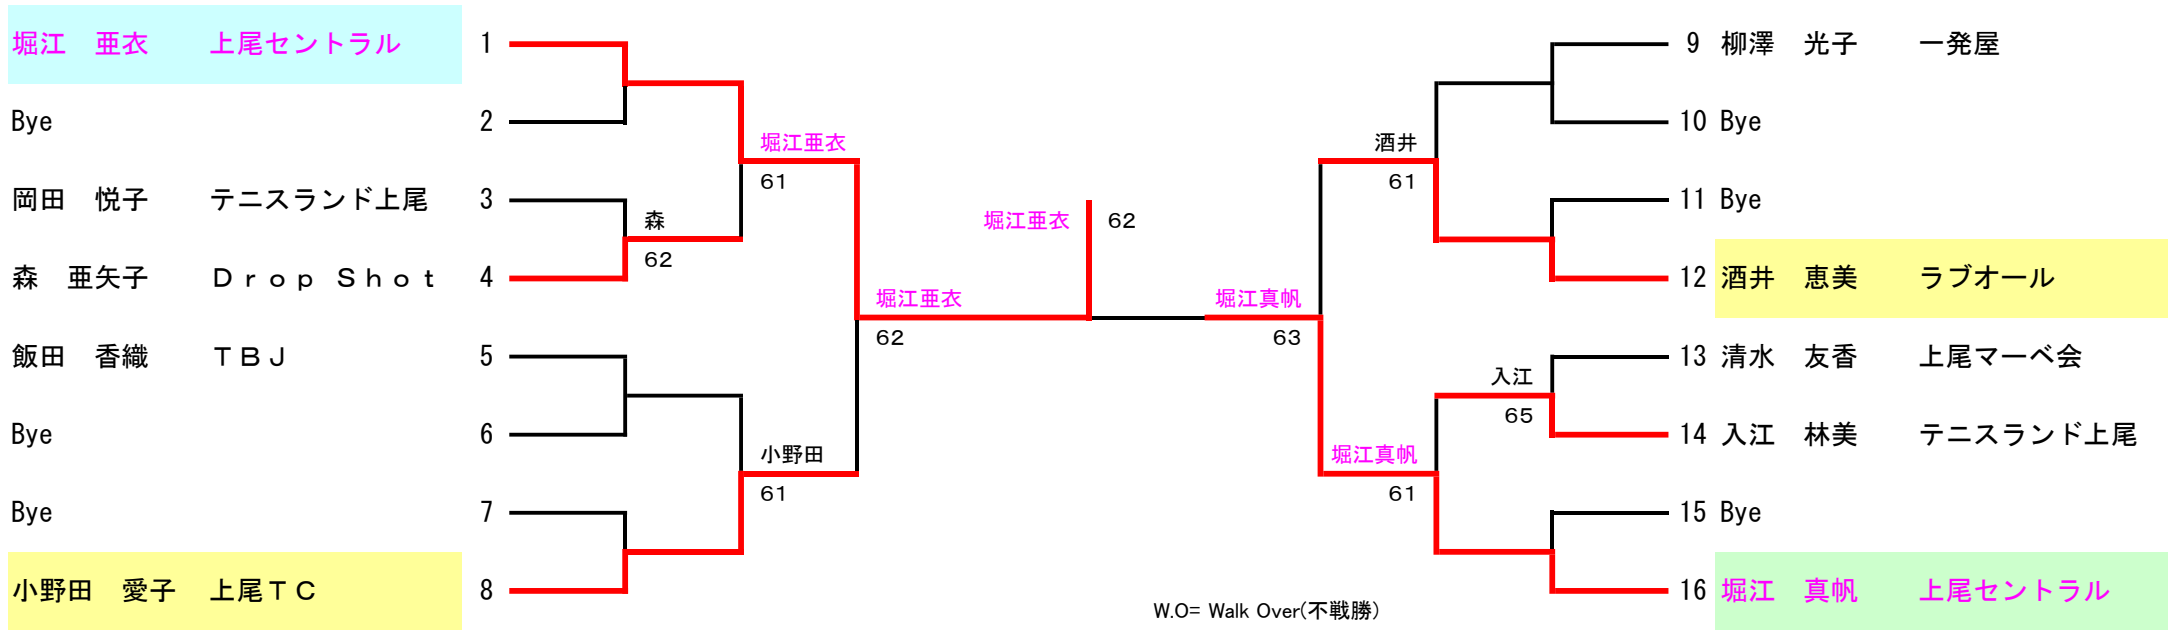 堀江 亜衣 上尾セントラル 1
Bye 2
岡田 悦子 テニスランド上尾 3
森 亜矢子 Ｄｒｏｐ Ｓｈｏｔ 4
飯田 香織 ＴＢＪ 5
Bye 6
Bye 7
小野田 愛子 上尾ＴＣ 8
堀江亜衣
61
森
62
小野田
61
堀江亜衣
62
堀江亜衣 62
堀江真帆
63
酒井
61
入江
65
堀江真帆
61
9 柳澤 光子 一発屋
10 Bye
11 Bye
12 酒井 恵美 ラブオール
13 清水 友香 上尾マーベ会
14 入江 林美 テニスランド上尾
15 Bye
16 堀江 真帆 上尾セントラル
W.O= Walk Over(不戦勝)